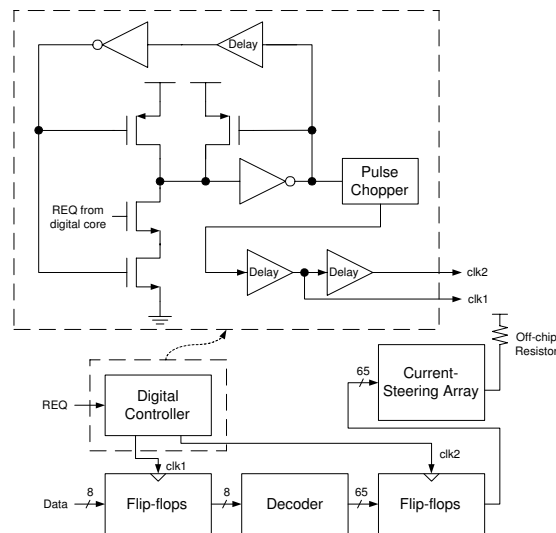 Delay
Pulse
Chopper
REQ from
digital core
Delay
Delay
clk2
clk1
Off-chip
Resistor
65
Current-
Steering Array
Digital
Controller
REQ
clk1
clk2
Data
8
Flip-flops
8
Decoder
65
Flip-flops